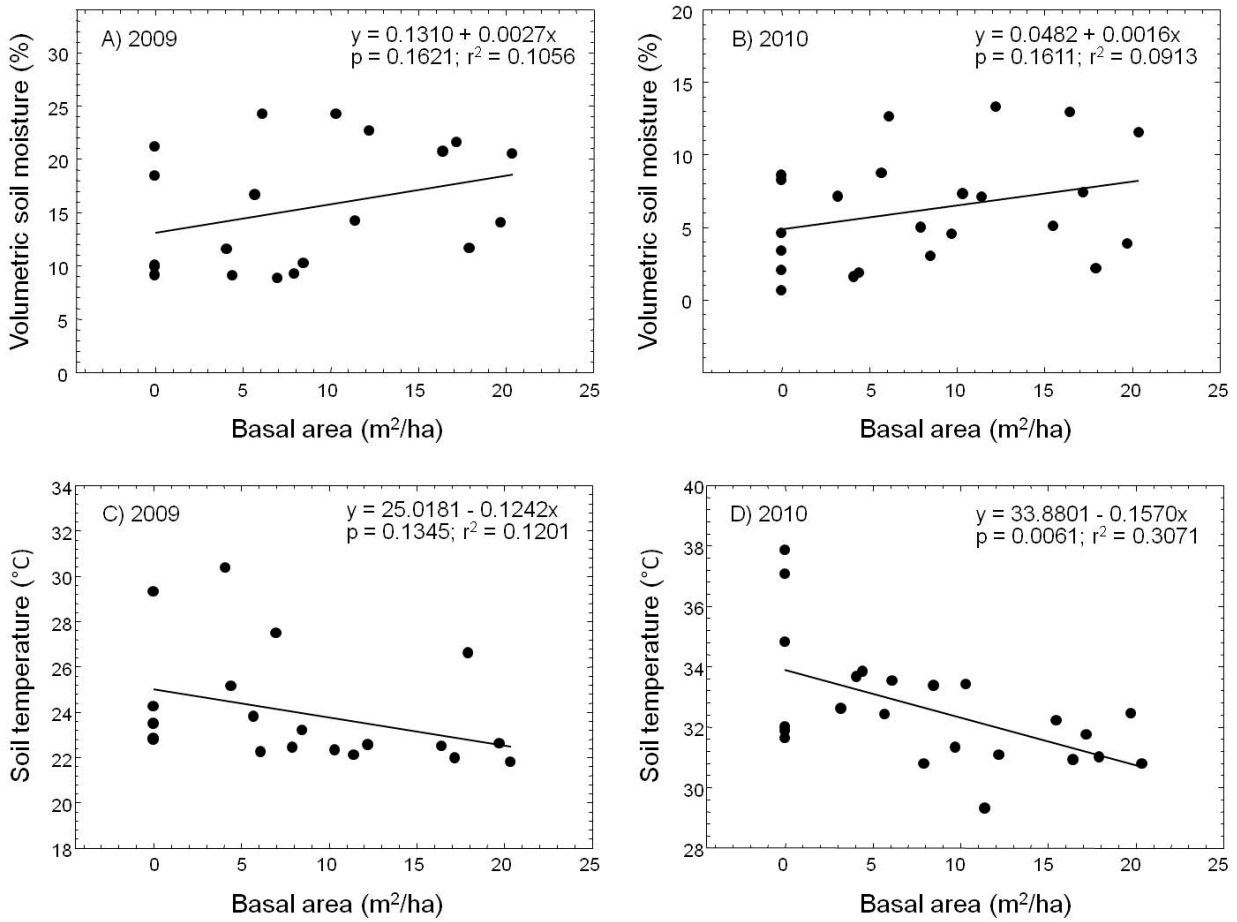 A) 2009
y = 0.1310 + 0.0027x
p = 0.1621; r² = 0.1056
Volumetric soil moisture (%)
30
25
20
15
10
5
0
0 5 10 15 20 25
Basal area (m²/ha)
B) 2010
y = 0.0482 + 0.0016x
p = 0.1611; r² = 0.0913
Volumetric soil moisture (%)
20
15
10
5
0
0 5 10 15 20 25
Basal area (m²/ha)
C) 2009
y = 25.0181 - 0.1242x
p = 0.1345; r² = 0.1201
Soil temperature (°C)
34
32
30
28
26
24
22
20
18
0 5 10 15 20 25
Basal area (m²/ha)
D) 2010
y = 33.8801 - 0.1570x
p = 0.0061; r² = 0.3071
Soil temperature (°C)
40
38
36
34
32
30
28
0 5 10 15 20 25
Basal area (m²/ha)